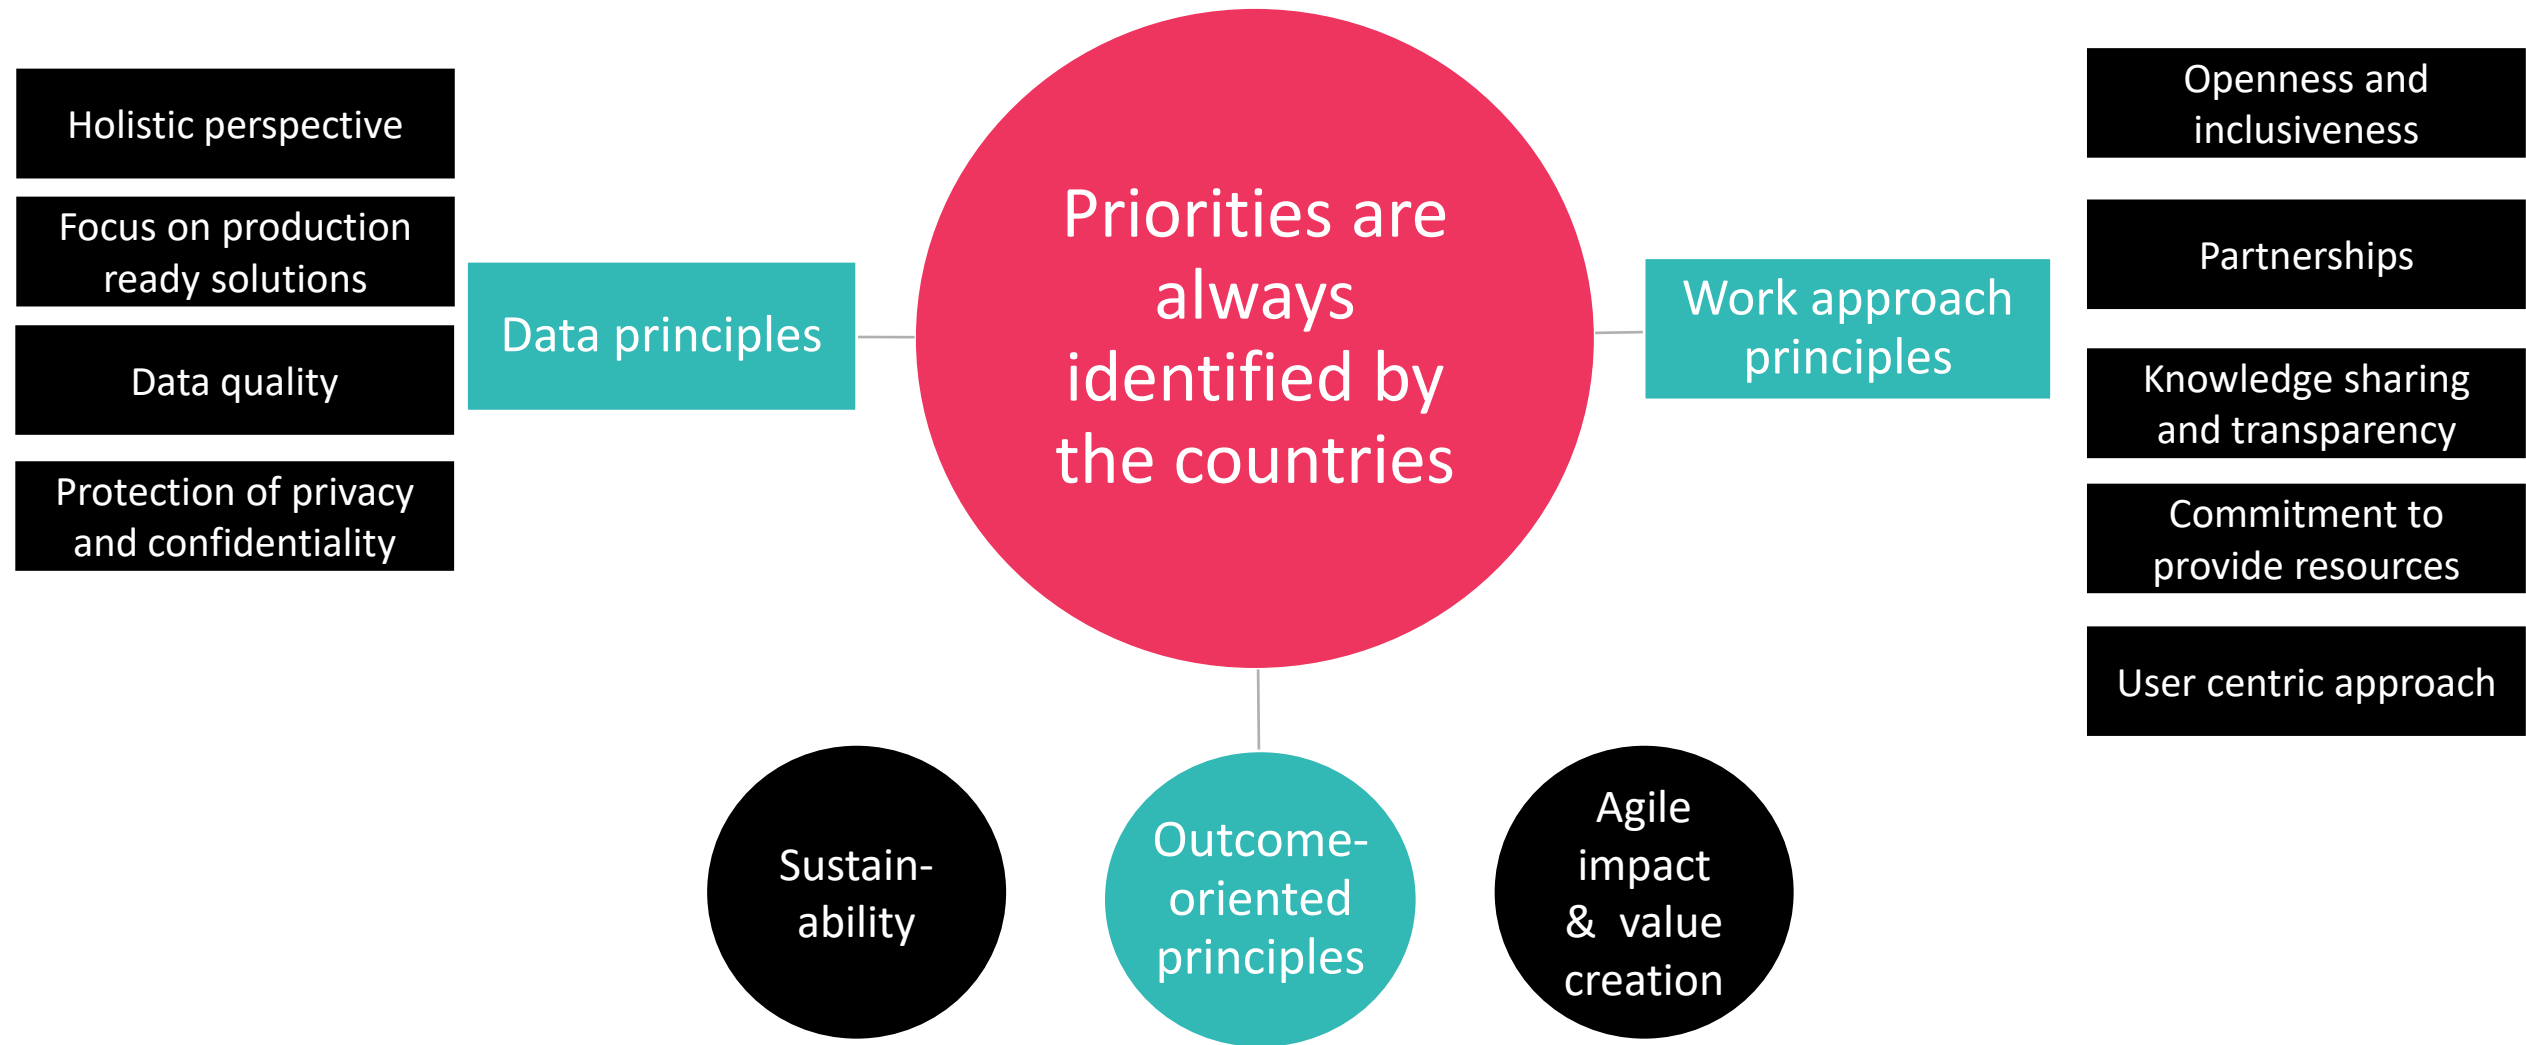 Holistic perspective
Focus on production
ready solutions
Data quality
Protection of privacy
and confidentiality
Data principles
Priorities are
always
identified by
the countries
Work approach
principles
Openness and
inclusiveness
Partnerships
Knowledge sharing
and transparency
Commitment to
provide resources
User centric approach
Sustain-
ability
Outcome-
oriented
principles
Agile
impact
& value
creation